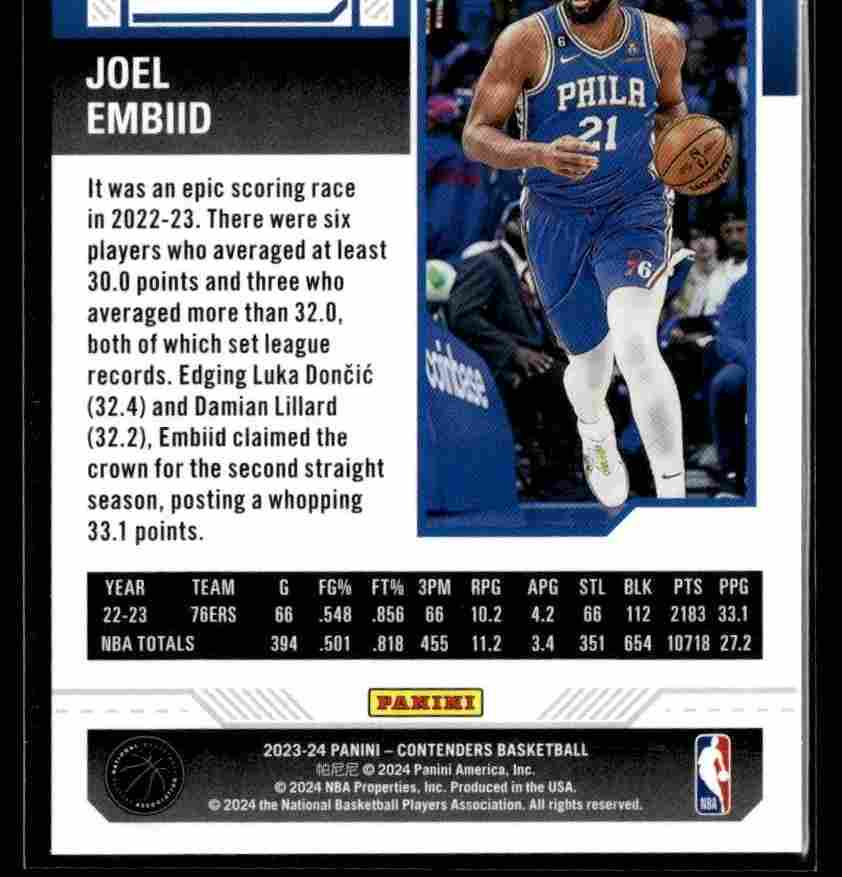 JOEL
EMBIID
6
PHILA
21
76
coinbase
It was an epic scoring race
in 2022-23. There were six
players who averaged at least
30.0 points and three who
averaged more than 32.0,
both of which set league
records. Edging Luka Dončić
(32.4) and Damian Lillard
(32.2), Embiid claimed the
crown for the second straight
season, posting a whopping
33.1 points.
YEAR TEAM G FG% FT% 3PM RPG APG STL BLK PTS PPG
22-23 76ERS 66 .548 .856 66 10.2 4.2 66 112 2183 33.1
NBA TOTALS 394 .501 .818 455 11.2 3.4 351 654 10718 27.2
PANINI
NATIONAL
ASSOCIATION
2023-24 PANINI – CONTENDERS BASKETBALL
帕尼尼 © 2024 Panini America, Inc.
© 2024 NBA Properties, Inc. Produced in the USA.
© 2024 the National Basketball Players Association. All rights reserved.
NBA